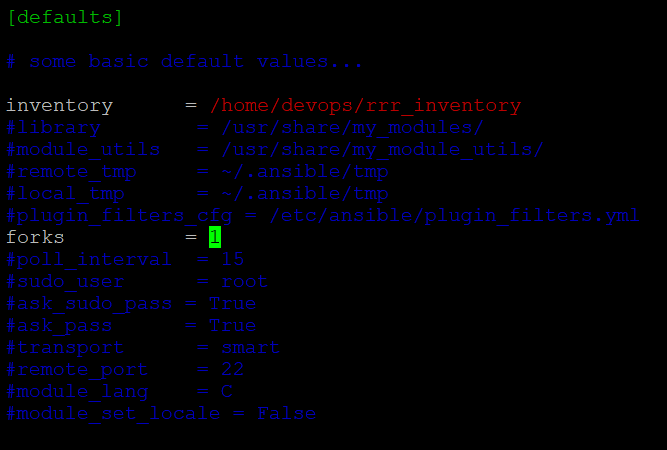 [defaults]
# some basic default values...
inventory      = /home/devops/rrr_inventory
#library        = /usr/share/my_modules/
#module_utils   = /usr/share/my_module_utils/
#remote_tmp     = ~/.ansible/tmp
#local_tmp      = ~/.ansible/tmp
#plugin_filters_cfg = /etc/ansible/plugin_filters.yml
forks          = 1
#poll_interval  = 15
#sudo_user      = root
#ask_sudo_pass = True
#ask_pass      = True
#transport      = smart
#remote_port    = 22
#module_lang    = C
#module_set_locale = False